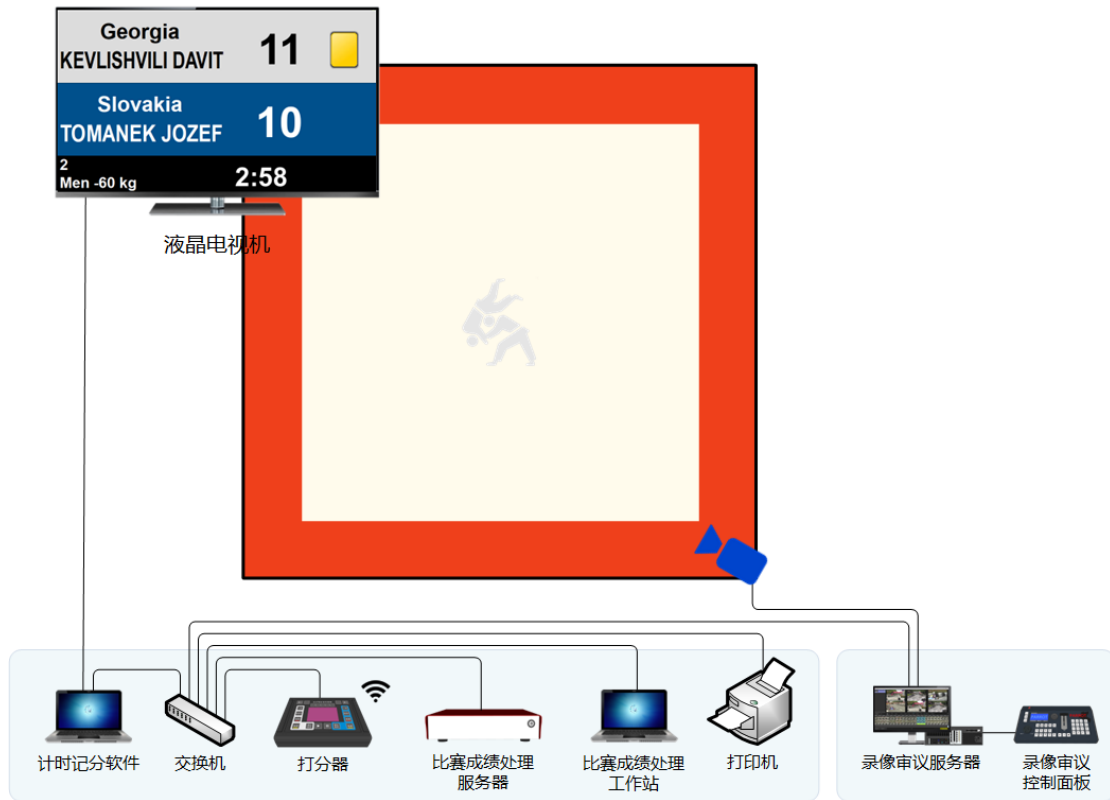 Georgia
KEVLISHVILI DAVIT
11
Slovakia
TOMANEK JOZEF
10
2
Men -60 kg
2:58
液晶电视机
计时记分软件
交换机
打分器
比赛成绩处理
服务器
比赛成绩处理
工作站
打印机
录像审议服务器
录像审议
控制面板